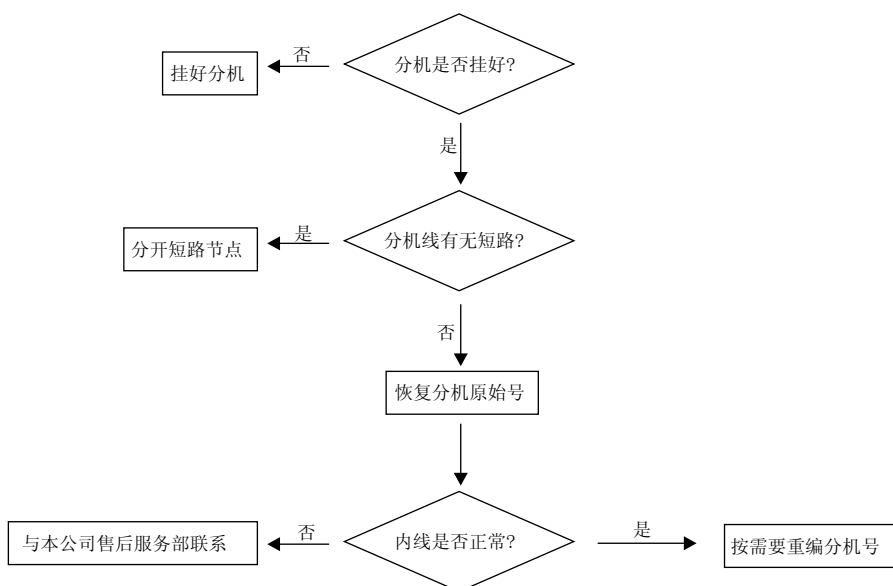 分机是否挂好?
否
挂好分机
是
分机线有无短路?
是
分开短路节点
否
恢复分机原始号
内线是否正常?
否
与本公司售后服务部联系
是
按需要重编分机号